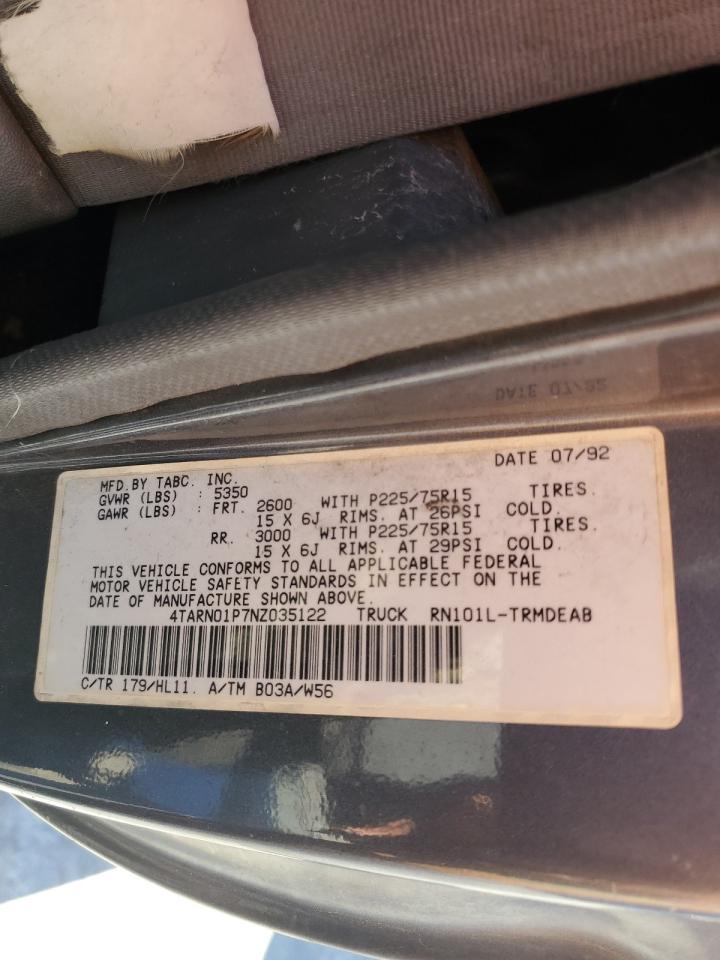 DATE 07/92
MFD.BY TABC. INC.
GVWR (LBS) : 5350
GAWR (LBS) : FRT. 2600 WITH P225/75R15 TIRES.
15 X 6J RIMS. AT 26PSI COLD.
RR. 3000 WITH P225/75R15 TIRES.
15 X 6J RIMS. AT 29PSI COLD.
THIS VEHICLE CONFORMS TO ALL APPLICABLE FEDERAL
MOTOR VEHICLE SAFETY STANDARDS IN EFFECT ON THE
DATE OF MANUFACTURE SHOWN ABOVE.
4TARN01P7NZ035122 TRUCK RN101L-TRMDEAB
C/TR 179/HL11. A/TM B03A/W56